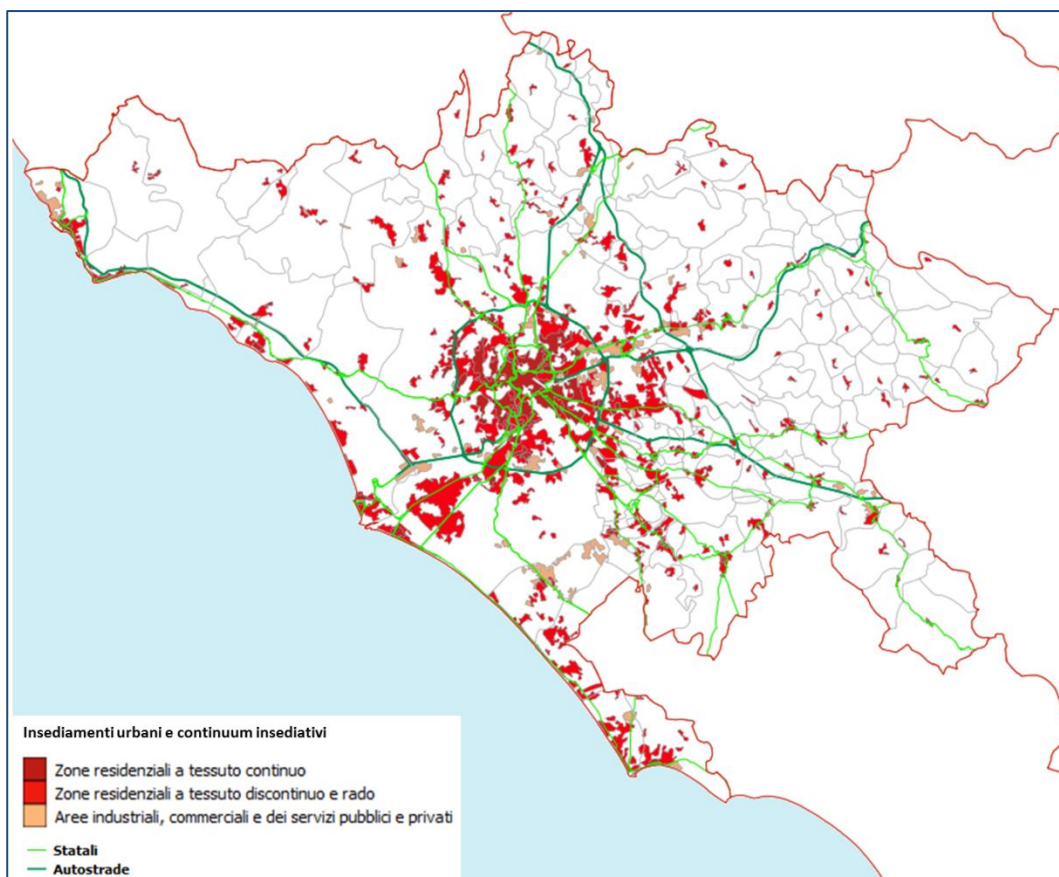 Insediamenti urbani e continuum insediativi
Zone residenziali a tessuto continuo
Zone residenziali a tessuto discontinuo e rado
Aree industriali, commerciali e dei servizi pubblici e privati
Statali
Autostrade